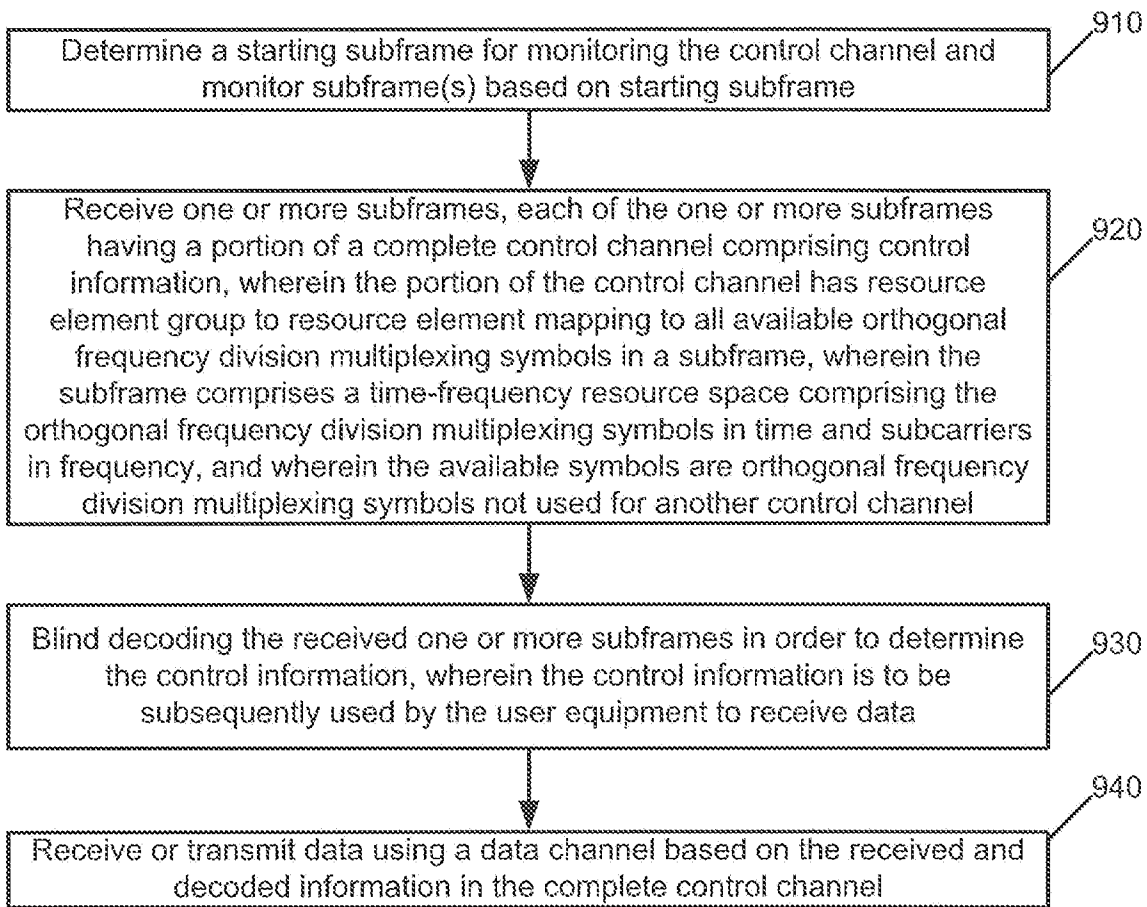 910
Determine a starting subframe for monitoring the control channel and
monitor subframe(s) based on starting subframe
920
Receive one or more subframes, each of the one or more subframes
having a portion of a complete control channel comprising control
information, wherein the portion of the control channel has resource
element group to resource element mapping to all available orthogonal
frequency division multiplexing symbols in a subframe, wherein the
subframe comprises a time-frequency resource space comprising the
orthogonal frequency division multiplexing symbols in time and subcarriers
in frequency, and wherein the available symbols are orthogonal frequency
division multiplexing symbols not used for another control channel
930
Blind decoding the received one or more subframes in order to determine
the control information, wherein the control information is to be
subsequently used by the user equipment to receive data
940
Receive or transmit data using a data channel based on the received and
decoded information in the complete control channel